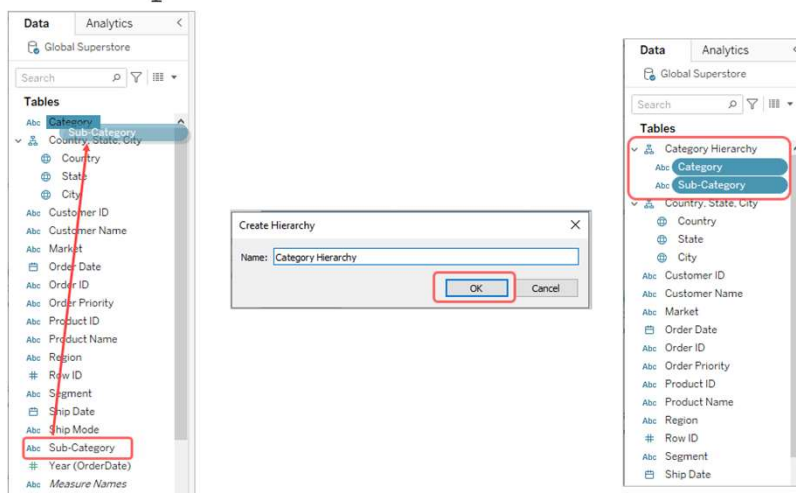 Data Analytics <
Global Superstore
Search
Tables
Abc Category
Sub-Category
Country, State, City
Country
State
City
Abc Customer ID
Abc Customer Name
Abc Market
Order Date
Abc Order ID
Abc Order Priority
Abc Product ID
Abc Product Name
Abc Region
# Row ID
Abc Segment
Ship Date
Abc Ship Mode
Abc Sub-Category
# Year (OrderDate)
Abc Measure Names
Create Hierarchy
Name: Category Hierarchy
OK Cancel
Data Analytics <
Global Superstore
Search
Tables
Category Hierarchy
Abc Category
Abc Sub-Category
Country, State, City
Country
State
City
Abc Customer ID
Abc Customer Name
Abc Market
Order Date
Abc Order ID
Abc Order Priority
Abc Product ID
Abc Product Name
Abc Region
# Row ID
Abc Segment
Ship Date